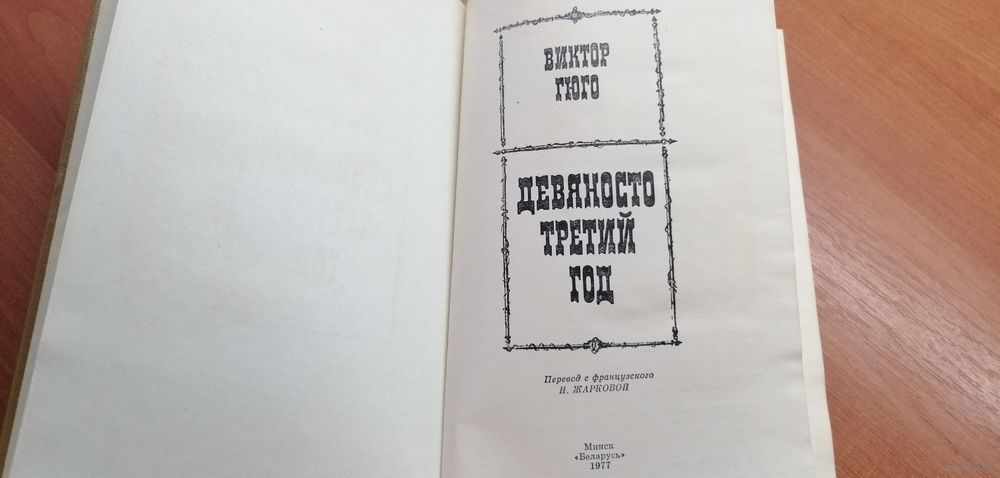 ВИКТОР
ГЮГО
ДЕВЯНОСТО
ТРЕТИЙ
ГОД
Перевод с французского
Н. ЖАРКОВОЙ
Минск
«Беларусь»
1977